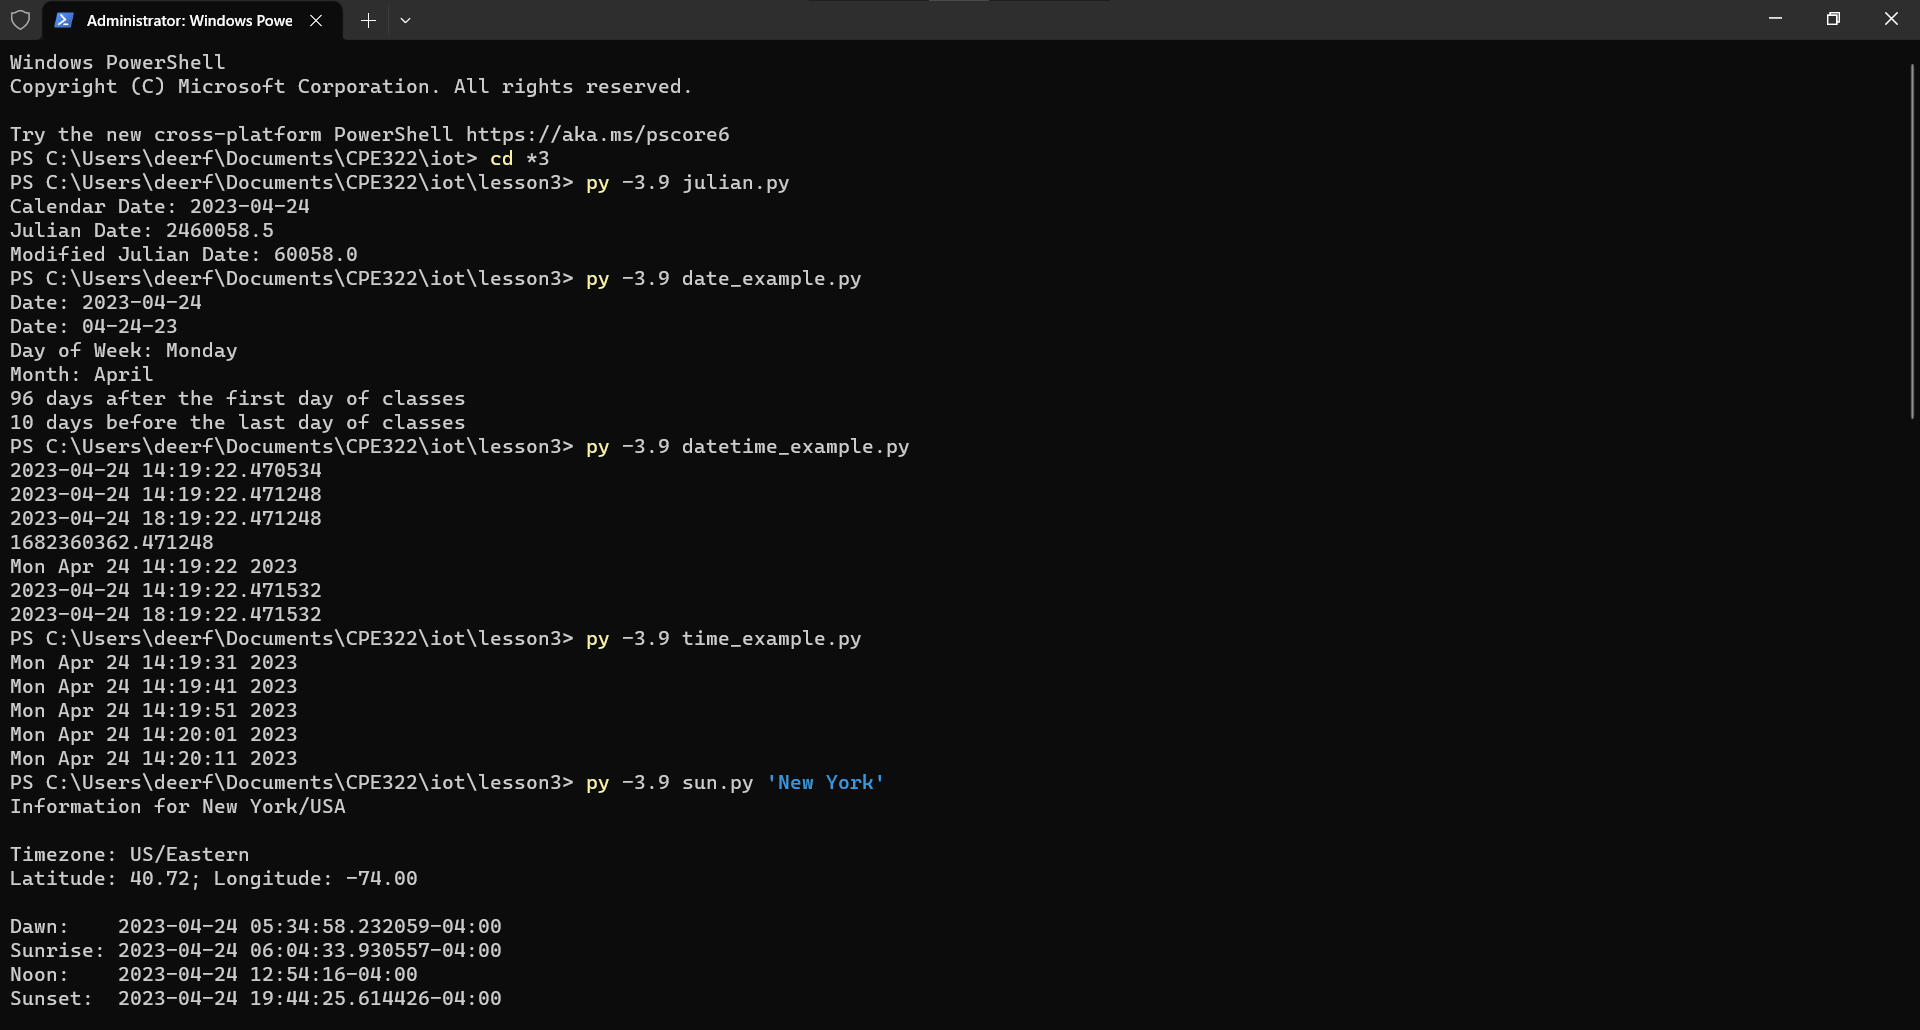 Administrator: Windows Powe
Windows PowerShell
Copyright (C) Microsoft Corporation. All rights reserved.
Try the new cross-platform PowerShell https://aka.ms/pscore6
PS C:\Users\deerf\Documents\CPE322\iot> cd *3
PS C:\Users\deerf\Documents\CPE322\iot\lesson3> py -3.9 julian.py
Calendar Date: 2023-04-24
Julian Date: 2460058.5
Modified Julian Date: 60058.0
PS C:\Users\deerf\Documents\CPE322\iot\lesson3> py -3.9 date_example.py
Date: 2023-04-24
Date: 04-24-23
Day of Week: Monday
Month: April
96 days after the first day of classes
10 days before the last day of classes
PS C:\Users\deerf\Documents\CPE322\iot\lesson3> py -3.9 datetime_example.py
2023-04-24 14:19:22.470534
2023-04-24 14:19:22.471248
2023-04-24 18:19:22.471248
1682360362.471248
Mon Apr 24 14:19:22 2023
2023-04-24 14:19:22.471532
2023-04-24 18:19:22.471532
PS C:\Users\deerf\Documents\CPE322\iot\lesson3> py -3.9 time_example.py
Mon Apr 24 14:19:31 2023
Mon Apr 24 14:19:41 2023
Mon Apr 24 14:19:51 2023
Mon Apr 24 14:20:01 2023
Mon Apr 24 14:20:11 2023
PS C:\Users\deerf\Documents\CPE322\iot\lesson3> py -3.9 sun.py 'New York'
Information for New York/USA
Timezone: US/Eastern
Latitude: 40.72; Longitude: -74.00
Dawn:    2023-04-24 05:34:58.232059-04:00
Sunrise: 2023-04-24 06:04:33.930557-04:00
Noon:    2023-04-24 12:54:16-04:00
Sunset:  2023-04-24 19:44:25.614426-04:00